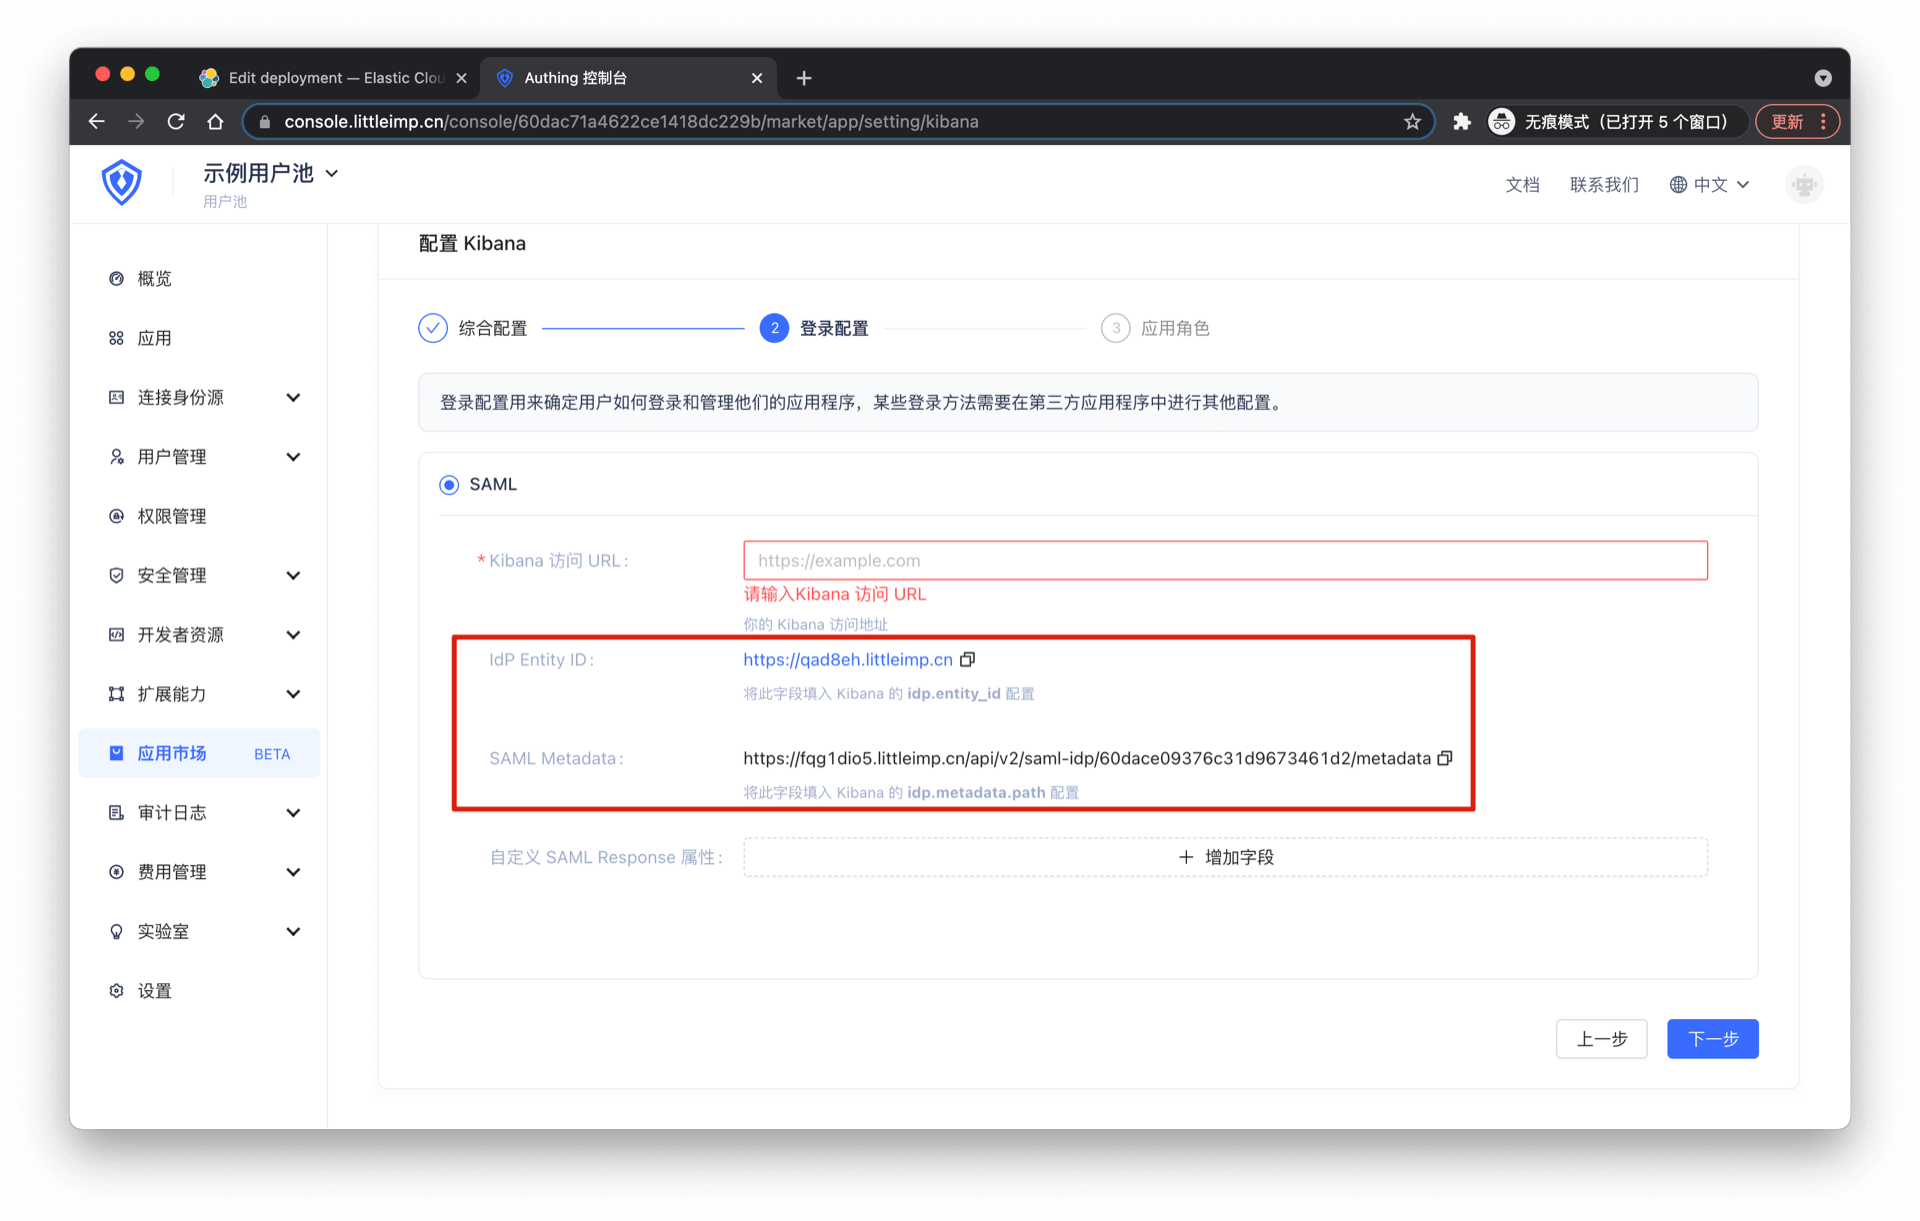 Edit deployment — Elastic Clou
Authing 控制台
console.littleimp.cn/console/60dac71a4622ce1418dc229b/market/app/setting/kibana
无痕模式（已打开 5 个窗口）
更新
示例用户池
用户池
文档
联系我们
中文
概览
应用
连接身份源
用户管理
权限管理
安全管理
开发者资源
扩展能力
应用市场 BETA
审计日志
费用管理
实验室
设置
配置 Kibana
综合配置
2 登录配置
3 应用角色
登录配置用来确定用户如何登录和管理他们的应用程序，某些登录方法需要在第三方应用程序中进行其他配置。
SAML
* Kibana 访问 URL:
https://example.com
请输入Kibana 访问 URL
你的 Kibana 访问地址
IdP Entity ID:
https://qad8eh.littleimp.cn
将此字段填入 Kibana 的 idp.entity_id 配置
SAML Metadata:
https://fqg1dio5.littleimp.cn/api/v2/saml-idp/60dace09376c31d9673461d2/metadata
将此字段填入 Kibana 的 idp.metadata.path 配置
自定义 SAML Response 属性:
+ 增加字段
上一步
下一步